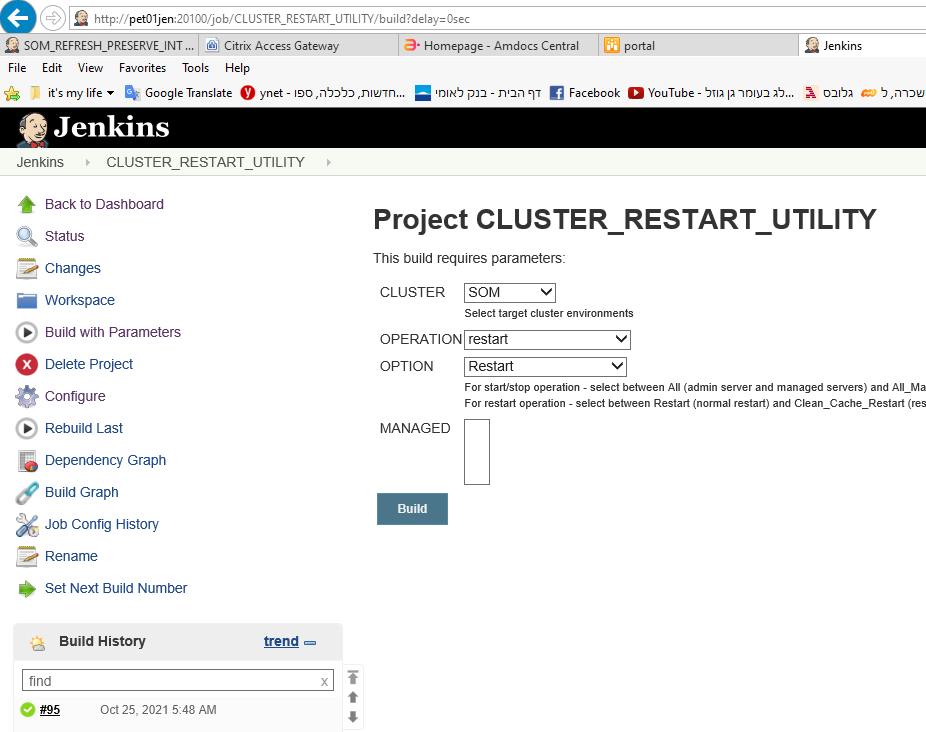 http://pet01jen:20100/job/CLUSTER_RESTART_UTILITY/build?delay=0sec
SOM_REFRESH_PRESERVE_INT ... Citrix Access Gateway Homepage - Amdocs Central portal Jenkins
File Edit View Favorites Tools Help
it's my life Google Translate ynet - חדשות, כלכלה, ספו... דף הבית - בנק לאומי Facebook YouTube - לג בעומר גן גוזל... גלובס שכרה, ל
Jenkins
Jenkins CLUSTER_RESTART_UTILITY
Back to Dashboard
Status
Changes
Workspace
Build with Parameters
Delete Project
Configure
Rebuild Last
Dependency Graph
Build Graph
Job Config History
Rename
Set Next Build Number
Build History trend
find x
#95 Oct 25, 2021 5:48 AM
Project CLUSTER_RESTART_UTILITY
This build requires parameters:
CLUSTER SOM
Select target cluster environments
OPERATION restart
OPTION Restart
For start/stop operation - select between All (admin server and managed servers) and All_Ma
For restart operation - select between Restart (normal restart) and Clean_Cache_Restart (res
MANAGED
Build